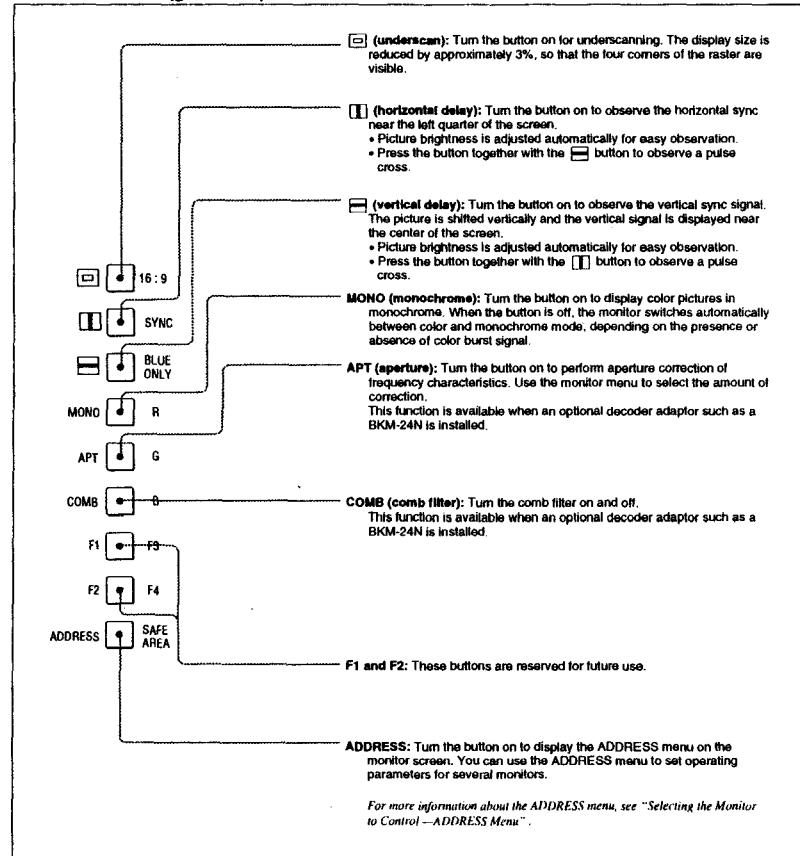 (underscan): Turn the button on for underscanning. The display size is
reduced by approximately 3%, so that the four corners of the raster are
visible.
(horizontal delay): Turn the button on to observe the horizontal sync
near the left quarter of the screen.
• Picture brightness is adjusted automatically for easy observation.
• Press the button together with the button to observe a pulse
cross.
(vertical delay): Turn the button on to observe the vertical sync signal.
The picture is shifted vertically and the vertical signal is displayed near
the center of the screen.
• Picture brightness is adjusted automatically for easy observation.
• Press the button together with the button to observe a pulse
cross.
MONO (monochrome): Turn the button on to display color pictures in
monochrome. When the button is off, the monitor switches automatically
between color and monochrome mode, depending on the presence or
absence of color burst signal.
APT (aperture): Turn the button on to perform aperture correction of
frequency characteristics. Use the monitor menu to select the amount of
correction.
This function is available when an optional decoder adaptor such as a
BKM-24N is installed.
COMB (comb filter): Turn the comb filter on and off.
This function is available when an optional decoder adaptor such as a
BKM-24N is installed.
F1 and F2: These buttons are reserved for future use.
ADDRESS: Turn the button on to display the ADDRESS menu on the
monitor screen. You can use the ADDRESS menu to set operating
parameters for several monitors.
For more information about the ADDRESS menu, see "Selecting the Monitor
to Control —ADDRESS Menu".
16:9
SYNC
BLUE
ONLY
MONO R
APT G
COMB B
F1 F3
F2 F4
ADDRESS SAFE
AREA